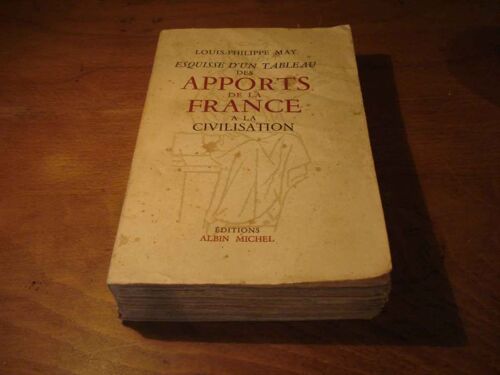 LOUIS-PHILIPPE MAY
ESQUISSE D'UN TABLEAU
DES
APPORTS
DE LA
FRANCE
A LA
CIVILISATION
ÉDITIONS
ALBIN MICHEL